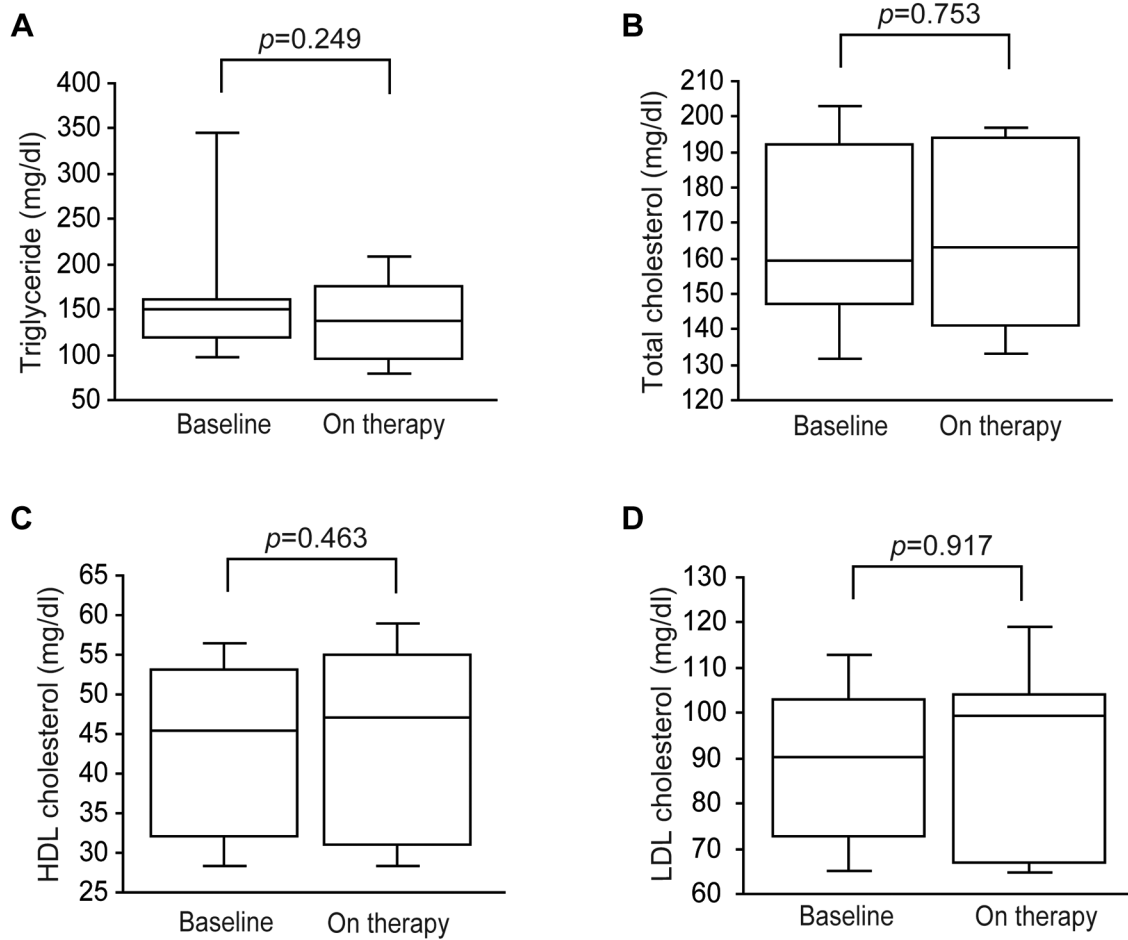 A
p=0.249
Triglyceride (mg/dl)
400
350
300
250
200
150
100
50
Baseline
On therapy
B
p=0.753
Total cholesterol (mg/dl)
210
200
190
180
170
160
150
140
130
120
Baseline
On therapy
C
p=0.463
HDL cholesterol (mg/dl)
65
60
55
50
45
40
35
30
25
Baseline
On therapy
D
p=0.917
LDL cholesterol (mg/dl)
130
120
110
100
90
80
70
60
Baseline
On therapy